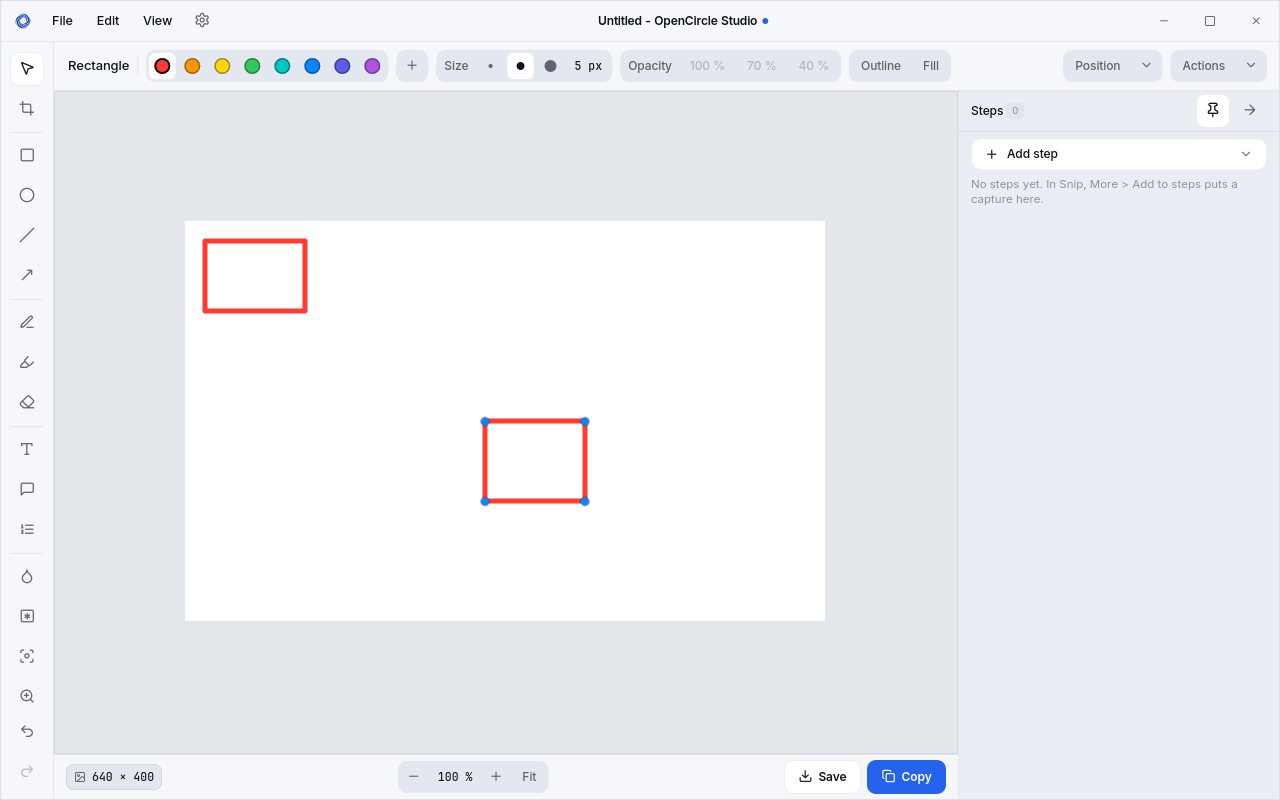 File Edit View Untitled - OpenCircle Studio
Rectangle Size 5 px Opacity 100 % 70 % 40 % Outline Fill Position Actions
Steps 0
Add step
No steps yet. In Snip, More > Add to steps puts a
capture here.
640 × 400 100 % Fit Save Copy